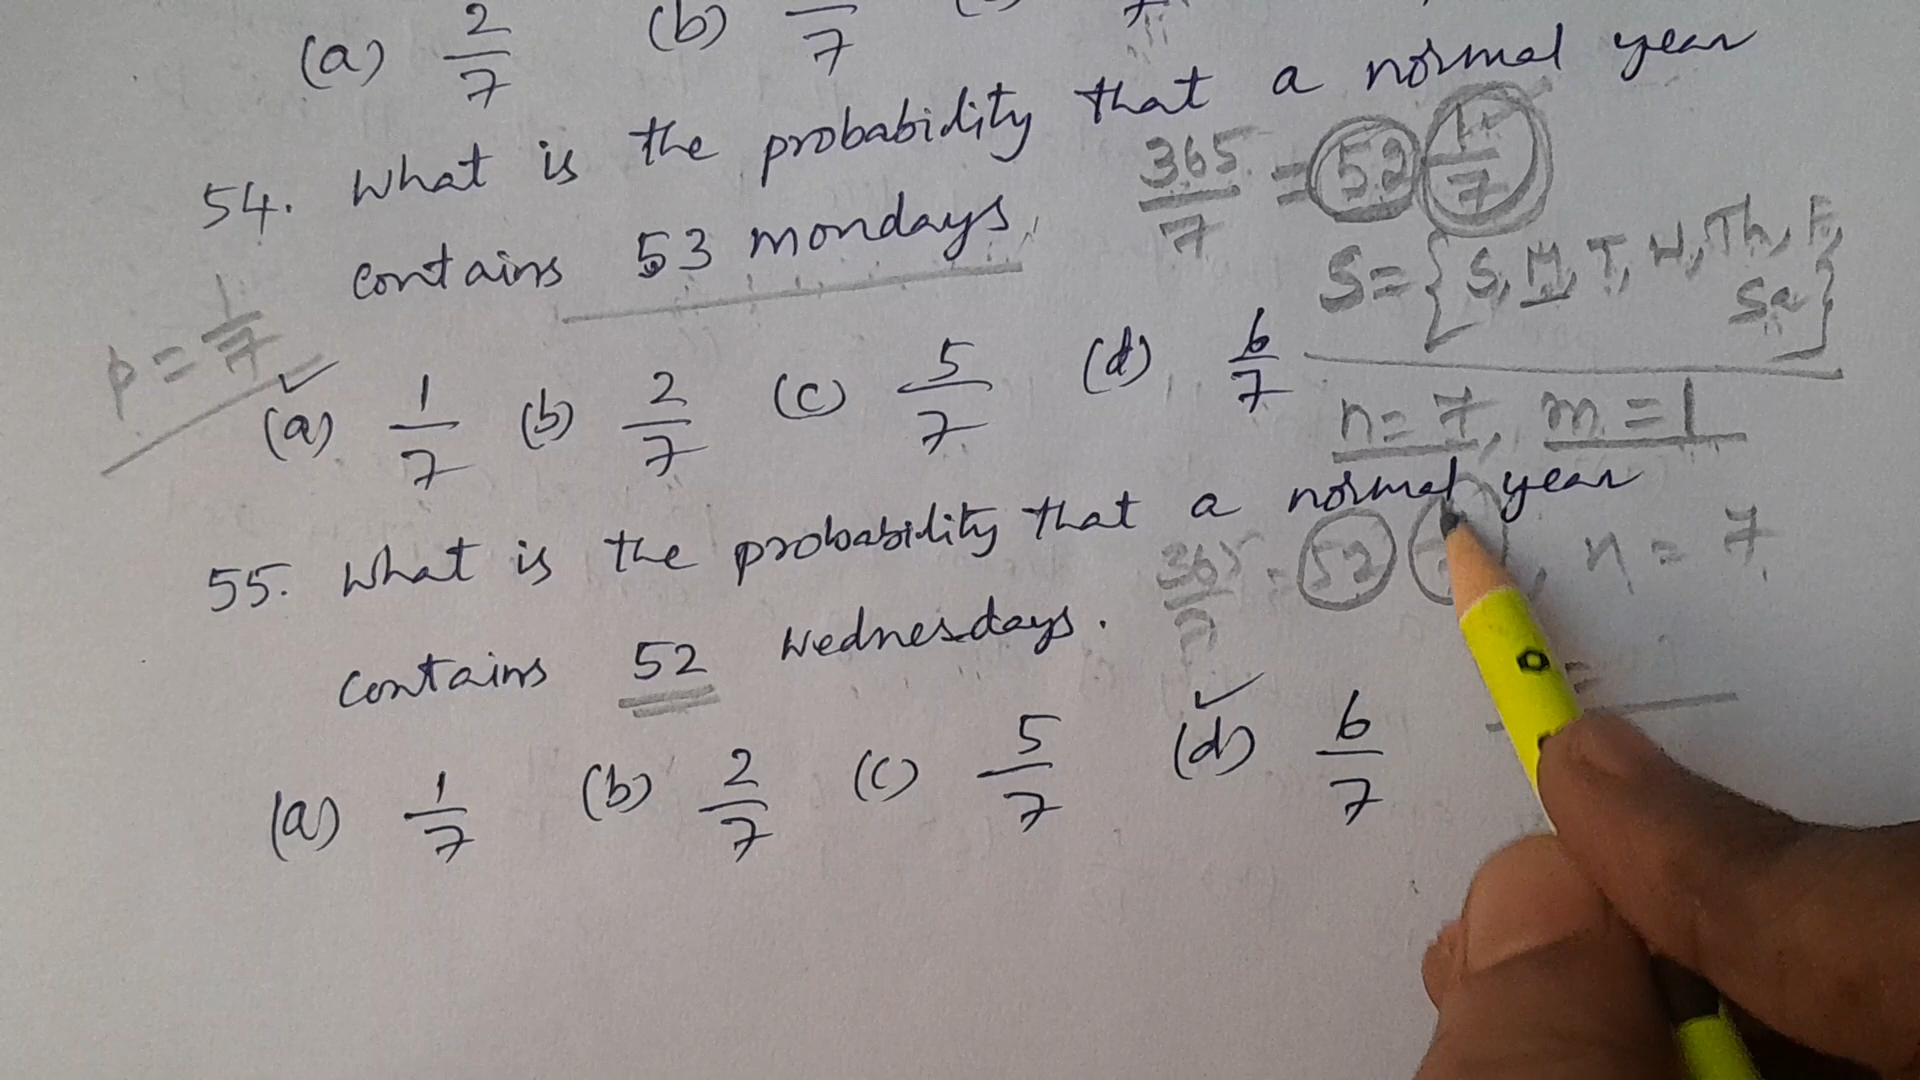 (a) 2/7 (b) /7
54. What is the probability that a normal year
contains 53 mondays
365/7 = 52 1/7
S = {S, M, T, W, Th, F,
Sa}
p = 1/7
(a) 1/7 (b) 2/7 (c) 5/7 (d) 6/7
n = 7, m = 1
55. What is the probability that a normal year
contains 52 Wednesdays.
365/7 = 52 , n = 7
(a) 1/7 (b) 2/7 (c) 5/7 (d) 6/7